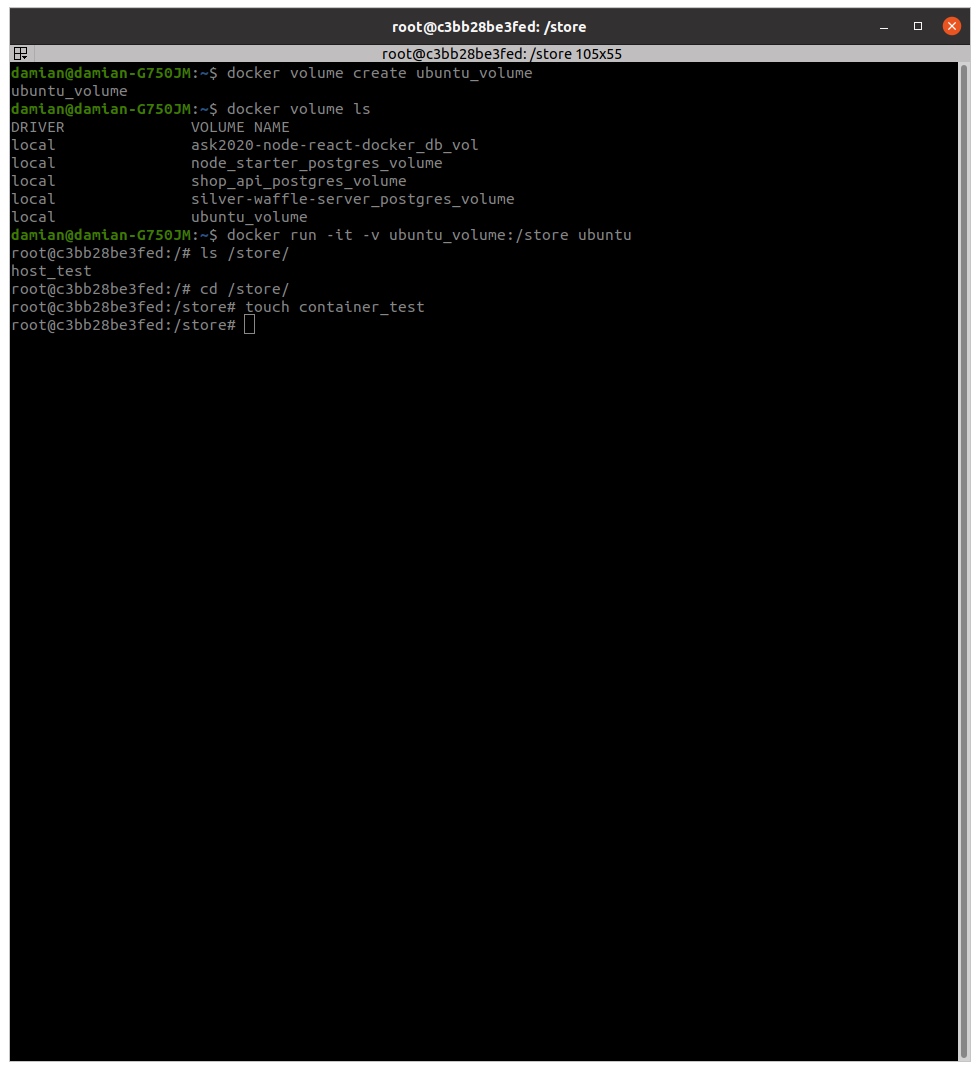 root@c3bb28be3fed: /store
root@c3bb28be3fed: /store 105x55
damian@damian-G750JM:~$ docker volume create ubuntu_volume
ubuntu_volume
damian@damian-G750JM:~$ docker volume ls
DRIVER              VOLUME NAME
local               ask2020-node-react-docker_db_vol
local               node_starter_postgres_volume
local               shop_api_postgres_volume
local               silver-waffle-server_postgres_volume
local               ubuntu_volume
damian@damian-G750JM:~$ docker run -it -v ubuntu_volume:/store ubuntu
root@c3bb28be3fed:/# ls /store/
host_test
root@c3bb28be3fed:/# cd /store/
root@c3bb28be3fed:/store# touch container_test
root@c3bb28be3fed:/store#